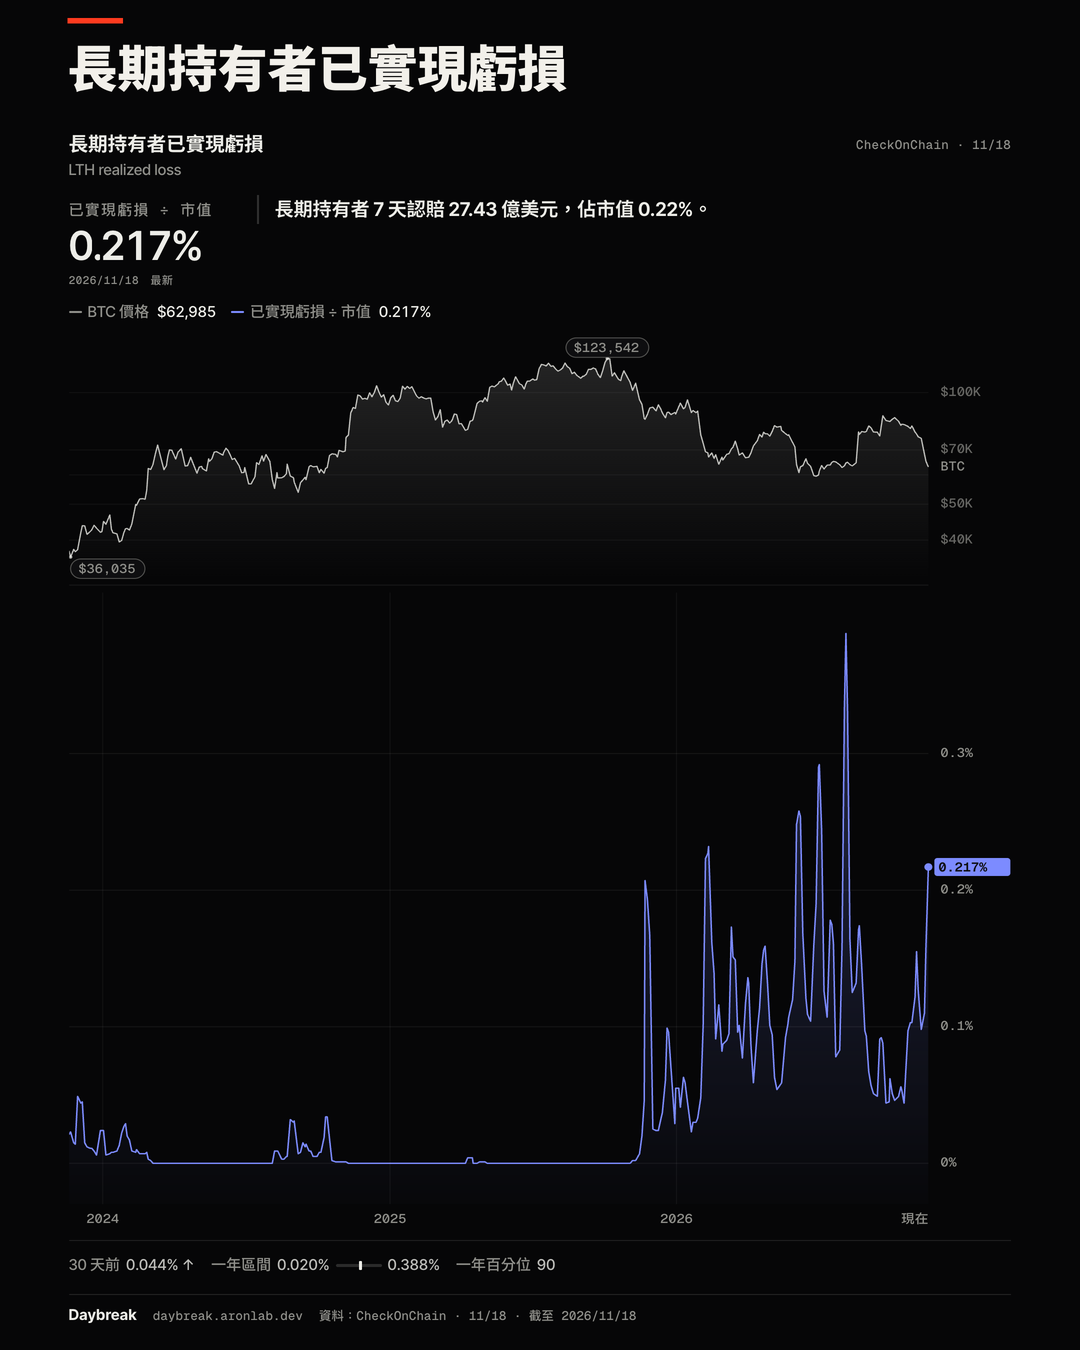 長期持有者已實現虧損
長期持有者已實現虧損
CheckOnChain · 11/18
LTH realized loss
已實現虧損 ÷ 市值
長期持有者 7 天認賠 27.43 億美元，佔市值 0.22%。
0.217%
2026/11/18 最新
BTC 價格 $62,985 已實現虧損 ÷ 市值 0.217%
$123,542
$100K
$70K
BTC
$50K
$40K
$36,035
0.3%
0.217%
0.2%
0.1%
0%
2024 2025 2026 現在
30 天前 0.044% ↑ 一年區間 0.020% 0.388% 一年百分位 90
Daybreak daybreak.aronlab.dev 資料：CheckOnChain · 11/18 · 截至 2026/11/18